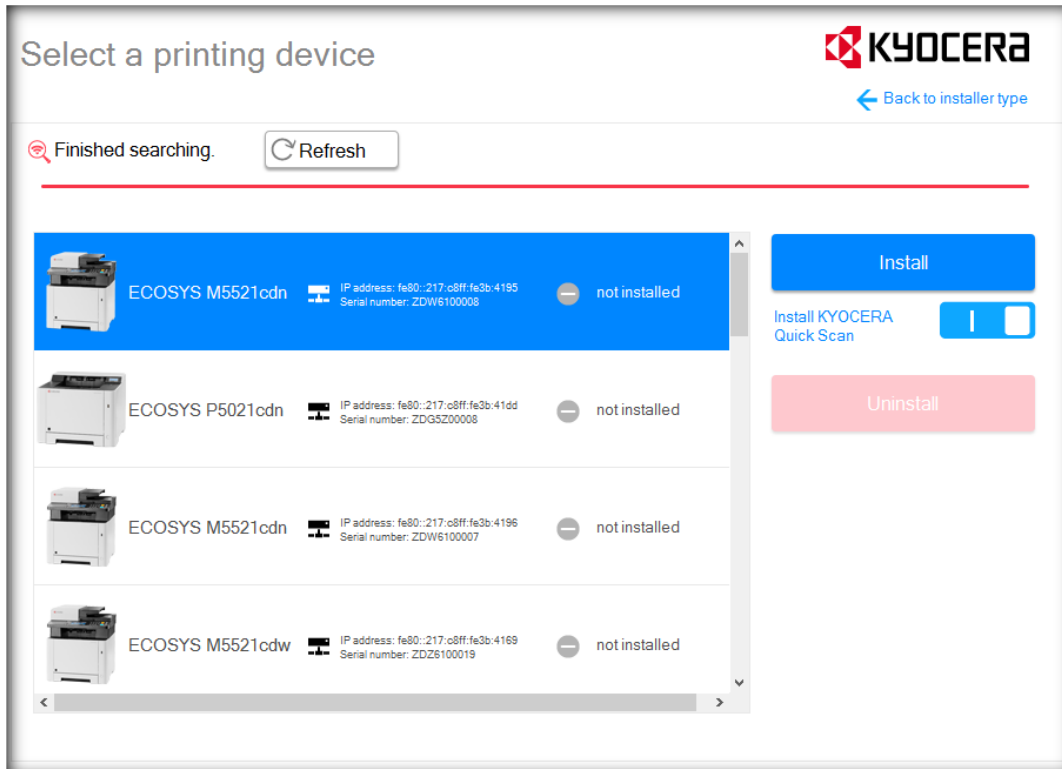 Select a printing device
KYOCERA
Back to installer type
Finished searching.
Refresh
ECOSYS M5521cdn
IP address: fe80::217:c8ff:fe3b:4195
Serial number: ZDW6100008
not installed
ECOSYS P5021cdn
IP address: fe80::217:c8ff:fe3b:41dd
Serial number: ZDG5Z00008
not installed
ECOSYS M5521cdn
IP address: fe80::217:c8ff:fe3b:4196
Serial number: ZDW6100007
not installed
ECOSYS M5521cdw
IP address: fe80::217:c8ff:fe3b:4169
Serial number: ZDZ6100019
not installed
Install
Install KYOCERA
Quick Scan
Uninstall